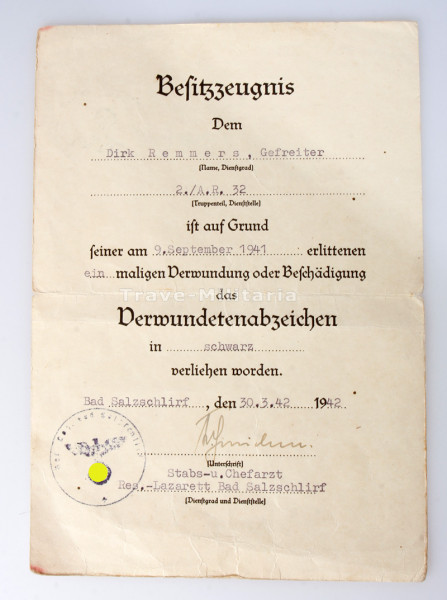 Besitzzeugnis
Dem
Dirk Remmers, Gefreiter
(Name, Dienstgrad)
2./A.R. 32
(Truppenteil, Dienststelle)
ist auf Grund
seiner am 9.September 1941 erlittenen
ein maligen Verwundung oder Beschädigung
Trave-Militaria
das
Verwundetenabzeichen
in schwarz
verliehen worden.
Bad Salzschlirf, den 30.3.42 1942
(Unterschrift)
Stabs-u.Chefarzt
Res.-Lazarett Bad Salzschlirf
(Dienstgrad und Dienststelle)